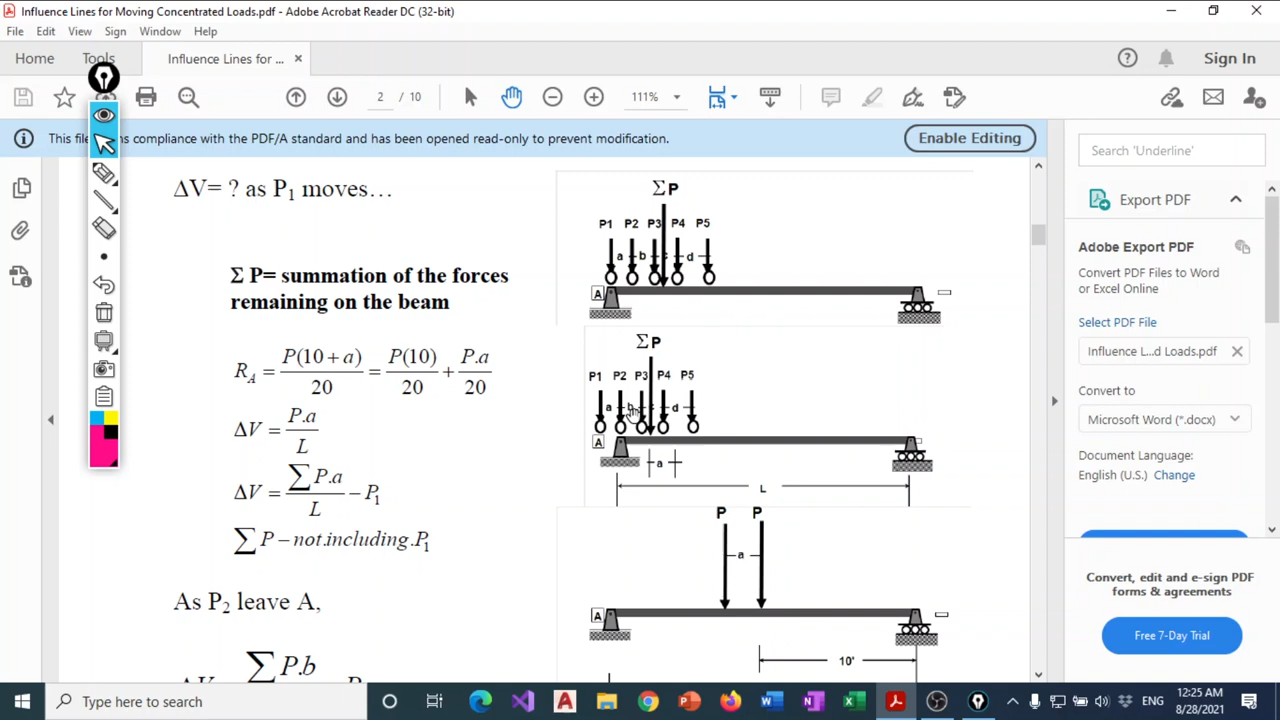 Influence Lines for Moving Concentrated Loads.pdf - Adobe Acrobat Reader DC (32-bit)
File Edit View Sign Window Help
Home Tools Influence Lines for ... Sign In
2 / 10 111%
This file compliance with the PDF/A standard and has been opened read-only to prevent modification. Enable Editing
ΔV= ? as P1 moves…
Σ P= summation of the forces
remaining on the beam
R_A = P(10 + a)/20 = P(10)/20 + P.a/20
ΔV = P.a/L
ΔV = ∑ P.a/L − P1
∑ P − not.including.P1
As P2 leave A,
∑ P.b
ΣP
P1 P2 P3 P4 P5
a b c d
A
ΣP
P1 P2 P3 P4 P5
a b d
A
a
L
P P
a
A
10'
Search 'Underline'
Export PDF
Adobe Export PDF
Convert PDF Files to Word
or Excel Online
Select PDF File
Influence L...d Loads.pdf
Convert to
Microsoft Word (*.docx)
Document Language:
English (U.S.) Change
Convert, edit and e-sign PDF
forms & agreements
Free 7-Day Trial
Type here to search
ENG
12:25 AM
8/28/2021